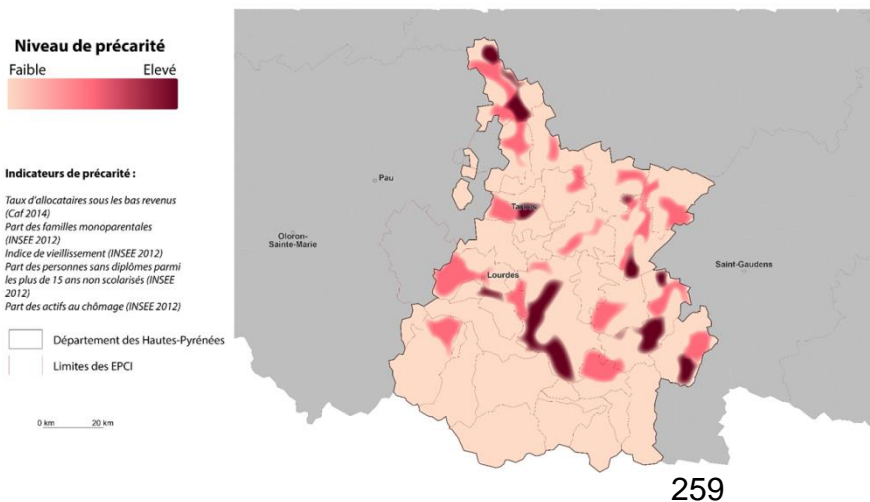 Niveau de précarité
Faible Elevé
Indicateurs de précarité :
Taux d'allocataires sous les bas revenus
(Caf 2014)
Part des familles monoparentales
(INSEE 2012)
Indice de vieillissement (INSEE 2012)
Part des personnes sans diplômes parmi
les plus de 15 ans non scolarisés (INSEE
2012)
Part des actifs au chômage (INSEE 2012)
Département des Hautes-Pyrénées
Limites des EPCI
0 km 20 km
Pau
Tarbes
Oloron-
Sainte-Marie
Lourdes
Saint-Gaudens
259